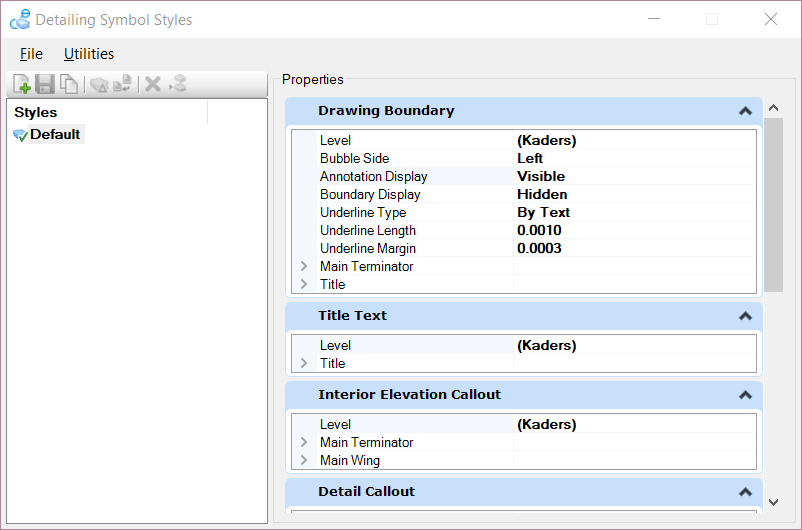 Detailing Symbol Styles
File Utilities
Properties
Styles
Default
Drawing Boundary
Level (Kaders)
Bubble Side Left
Annotation Display Visible
Boundary Display Hidden
Underline Type By Text
Underline Length 0.0010
Underline Margin 0.0003
Main Terminator
Title
Title Text
Level (Kaders)
Title
Interior Elevation Callout
Level (Kaders)
Main Terminator
Main Wing
Detail Callout